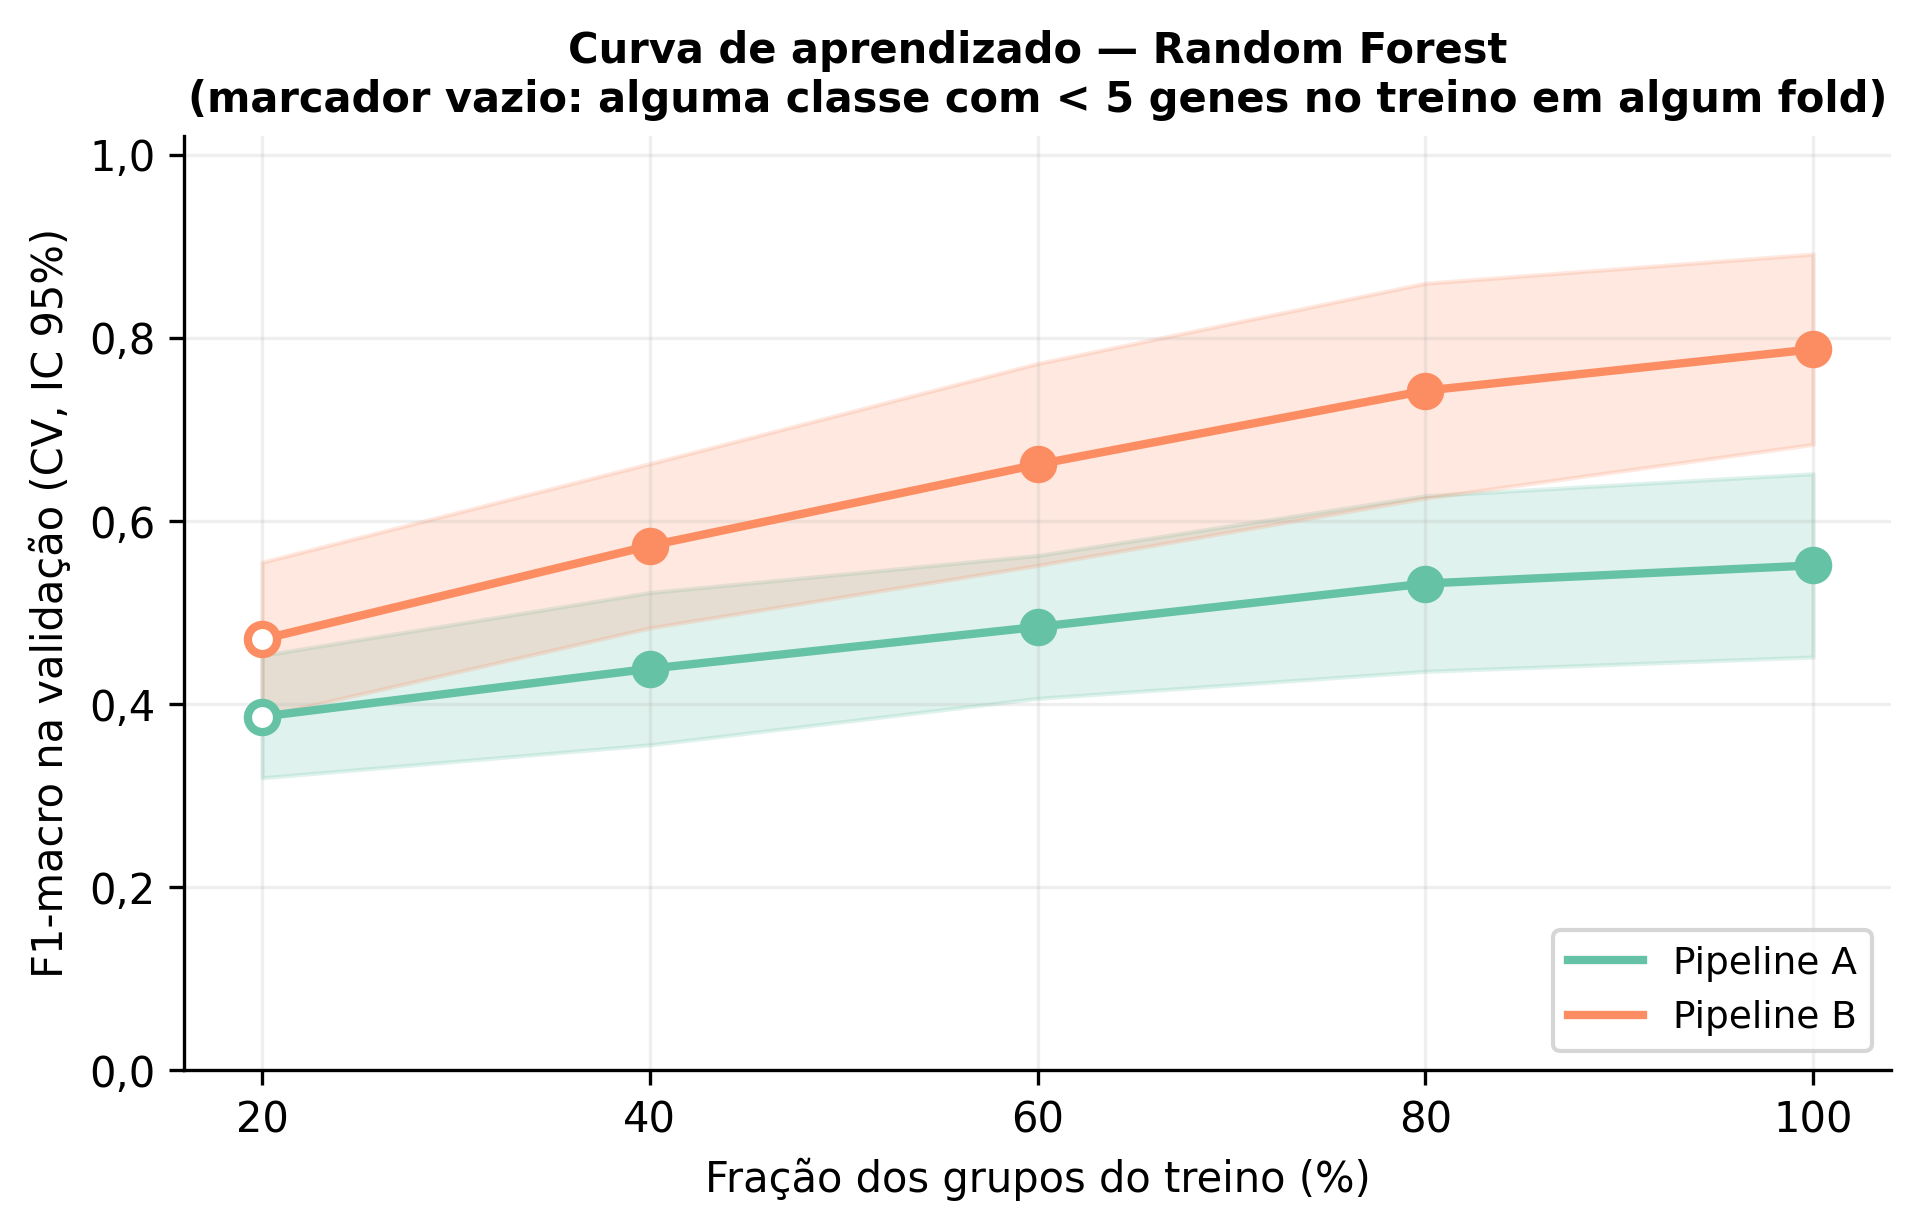 Curva de aprendizado — Random Forest
(marcador vazio: alguma classe com < 5 genes no treino em algum fold)
F1-macro na validação (CV, IC 95%)
1,0
0,8
0,6
0,4
0,2
0,0
20
40
60
80
100
Fração dos grupos do treino (%)
Pipeline A
Pipeline B